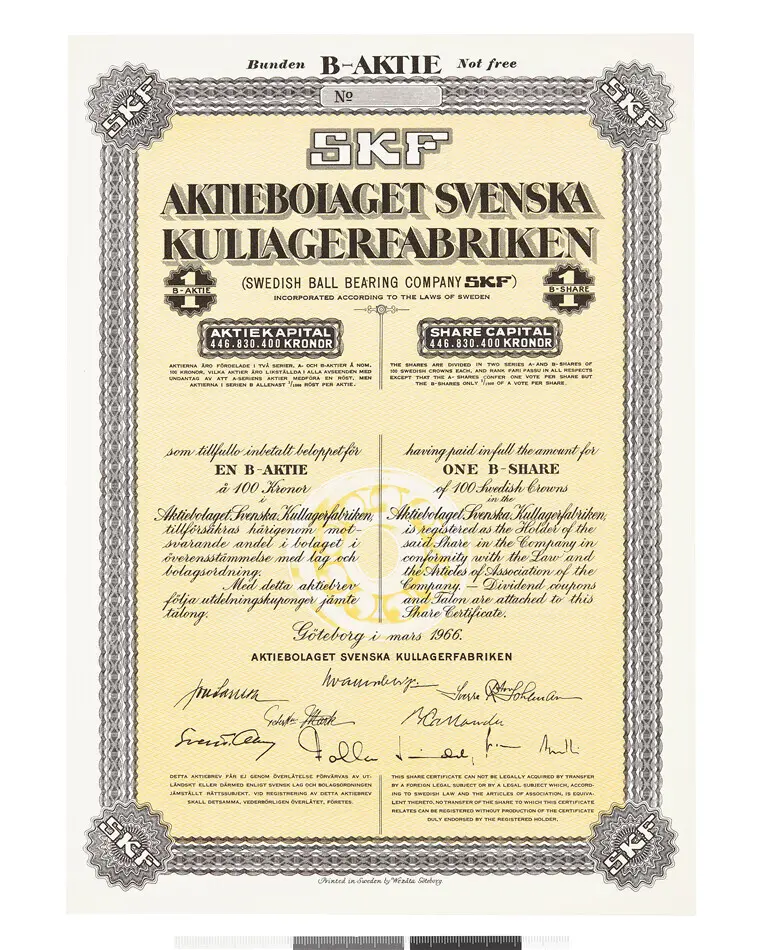 Bunden B-AKTIE Not free
No
SKF
SKF
SKF
AKTIEBOLAGET SVENSKA
KULLAGERFABRIKEN
1
B-AKTIE
(SWEDISH BALL BEARING COMPANY SKF)
INCORPORATED ACCORDING TO THE LAWS OF SWEDEN
1
B-SHARE
AKTIEKAPITAL
446.830.400 KRONOR
AKTIERNA ÄRO FÖRDELADE I TVÅ SERIER, A- OCH B-AKTIER Å NOM.
100 KRONOR, VILKA AKTIER ÄRO LIKSTÄLLDA I ALLA AVSEENDEN MED
UNDANTAG AV ATT A-SERIENS AKTIER MEDFÖRA EN RÖST, MEN
AKTIERNA I SERIEN B ALLENAST 1/1000 RÖST PER AKTIE.
SHARE CAPITAL
446.830.400 KRONOR
THE SHARES ARE DIVIDED IN TWO SERIES A- AND B-SHARES OF
100 SWEDISH CROWNS EACH, AND RANK PARI PASSU IN ALL RESPECTS
EXCEPT THAT THE A- SHARES CONFER ONE VOTE PER SHARE BUT
THE B-SHARES ONLY 1/1000 OF A VOTE PER SHARE.
som tillfullo inbetalt beloppet för
EN B-AKTIE
à 100 Kronor
i
Aktiebolaget Svenska Kullagerfabriken,
tillförsäkras härigenom mot-
svarande andel i bolaget i
överensstämmelse med lag och
bolagsordning.
Med detta aktiebrev
följa utdelningskuponger jämte
talong.
having paid in full the amount for
ONE B-SHARE
of 100 Swedish Crowns
in the
Aktiebolaget Svenska Kullagerfabriken,
is registered as the Holder of the
said Share in the Company in
conformity with the Law and
the Articles of Association of the
Company. — Dividend coupons
and Talon are attached to this
Share Certificate.
Göteborg i mars 1966.
AKTIEBOLAGET SVENSKA KULLAGERFABRIKEN
DETTA AKTIEBREV FÅR EJ GENOM ÖVERLÅTELSE FÖRVÄRVAS AV UT-
LÄNDSKT ELLER DÄRMED ENLIGT SVENSK LAG OCH BOLAGSORDNINGEN
JÄMSTÄLLT RÄTTSSUBJEKT. VID REGISTRERING AV DETTA AKTIEBREV
SKALL DETSAMMA, VEDERBÖRLIGEN ÖVERLÅTET, FÖRETES.
THIS SHARE CERTIFICATE CAN NOT BE LEGALLY ACQUIRED BY TRANSFER
BY A FOREIGN LEGAL SUBJECT OR BY A LEGAL SUBJECT WHICH, ACCORD-
ING TO SWEDISH LAW AND THE ARTICLES OF ASSOCIATION, IS EQUIVA-
LENT THERETO. NO TRANSFER OF THE SHARE TO WHICH THIS CERTIFICATE
RELATES CAN BE REGISTERED WITHOUT PRODUCTION OF THE CERTIFICATE
DULY ENDORSED BY THE REGISTERED HOLDER.
SKF
SKF
Printed in Sweden by Wezäta Göteborg.